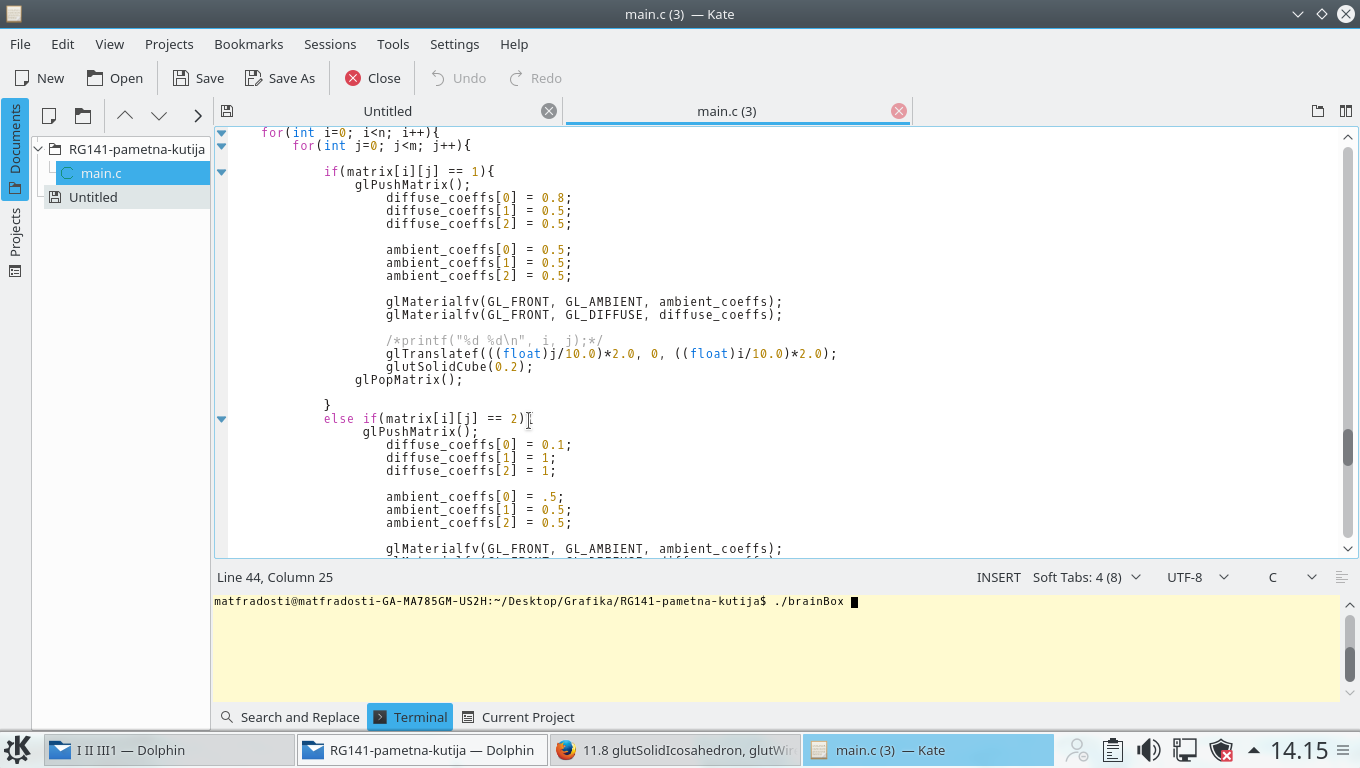 main.c (3) — Kate
File Edit View Projects Bookmarks Sessions Tools Settings Help
New Open Save Save As Close Undo Redo
Documents
Projects
RG141-pametna-kutija
main.c
Untitled
Untitled main.c (3)
for(int i=0; i<n; i++){
for(int j=0; j<m; j++){
if(matrix[i][j] == 1){
glPushMatrix();
diffuse_coeffs[0] = 0.8;
diffuse_coeffs[1] = 0.5;
diffuse_coeffs[2] = 0.5;
ambient_coeffs[0] = 0.5;
ambient_coeffs[1] = 0.5;
ambient_coeffs[2] = 0.5;
glMaterialfv(GL_FRONT, GL_AMBIENT, ambient_coeffs);
glMaterialfv(GL_FRONT, GL_DIFFUSE, diffuse_coeffs);
/*printf("%d %d\n", i, j);*/
glTranslatef(((float)j/10.0)*2.0, 0, ((float)i/10.0)*2.0);
glutSolidCube(0.2);
glPopMatrix();
}
else if(matrix[i][j] == 2)
glPushMatrix();
diffuse_coeffs[0] = 0.1;
diffuse_coeffs[1] = 1;
diffuse_coeffs[2] = 1;
ambient_coeffs[0] = .5;
ambient_coeffs[1] = 0.5;
ambient_coeffs[2] = 0.5;
glMaterialfv(GL_FRONT, GL_AMBIENT, ambient_coeffs);
Line 44, Column 25 INSERT Soft Tabs: 4 (8) UTF-8 C
matfradosti@matfradosti-GA-MA785GM-US2H:~/Desktop/Grafika/RG141-pametna-kutija$ ./brainBox
Search and Replace Terminal Current Project
I II III1 — Dolphin RG141-pametna-kutija — Dolphin 11.8 glutSolidIcosahedron, glutWir main.c (3) — Kate 14.15